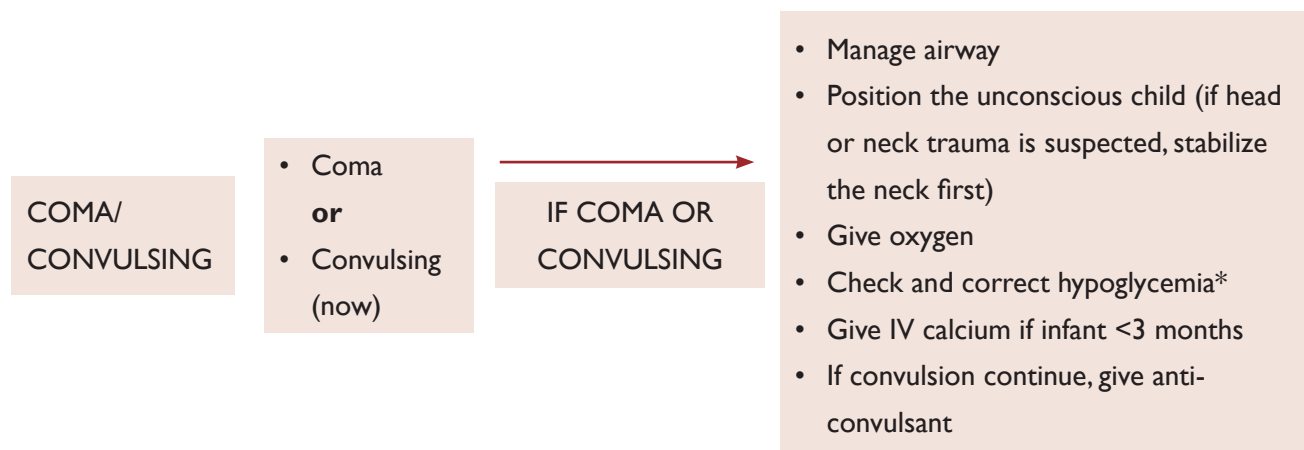 COMA/
CONVULSING
• Coma
or
• Convulsing
(now)
IF COMA OR
CONVULSING
• Manage airway
• Position the unconscious child (if head
or neck trauma is suspected, stabilize
the neck first)
• Give oxygen
• Check and correct hypoglycemia*
• Give IV calcium if infant <3 months
• If convulsion continue, give anti-
convulsant